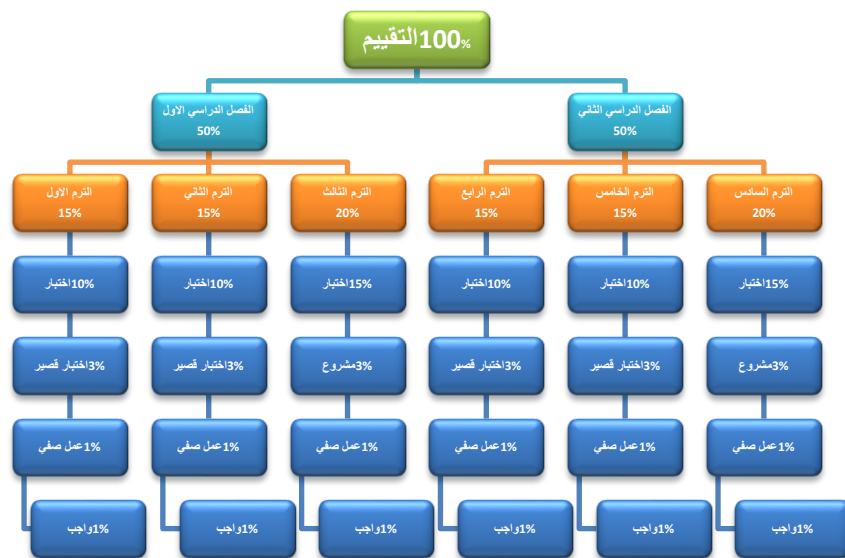 %100التقييم
الفصل الدراسي الاول
50%
الفصل الدراسي الثاني
50%
الترم الاول
15%
الترم الثاني
15%
الترم الثالث
20%
الترم الرابع
15%
الترم الخامس
15%
الترم السادس
20%
10%اختبار
10%اختبار
15%اختبار
10%اختبار
10%اختبار
15%اختبار
3%اختبار قصير
3%اختبار قصير
3%مشروع
3%اختبار قصير
3%اختبار قصير
3%مشروع
1%عمل صفي
1%عمل صفي
1%عمل صفي
1%عمل صفي
1%عمل صفي
1%عمل صفي
1%واجب
1%واجب
1%واجب
1%واجب
1%واجب
1%واجب